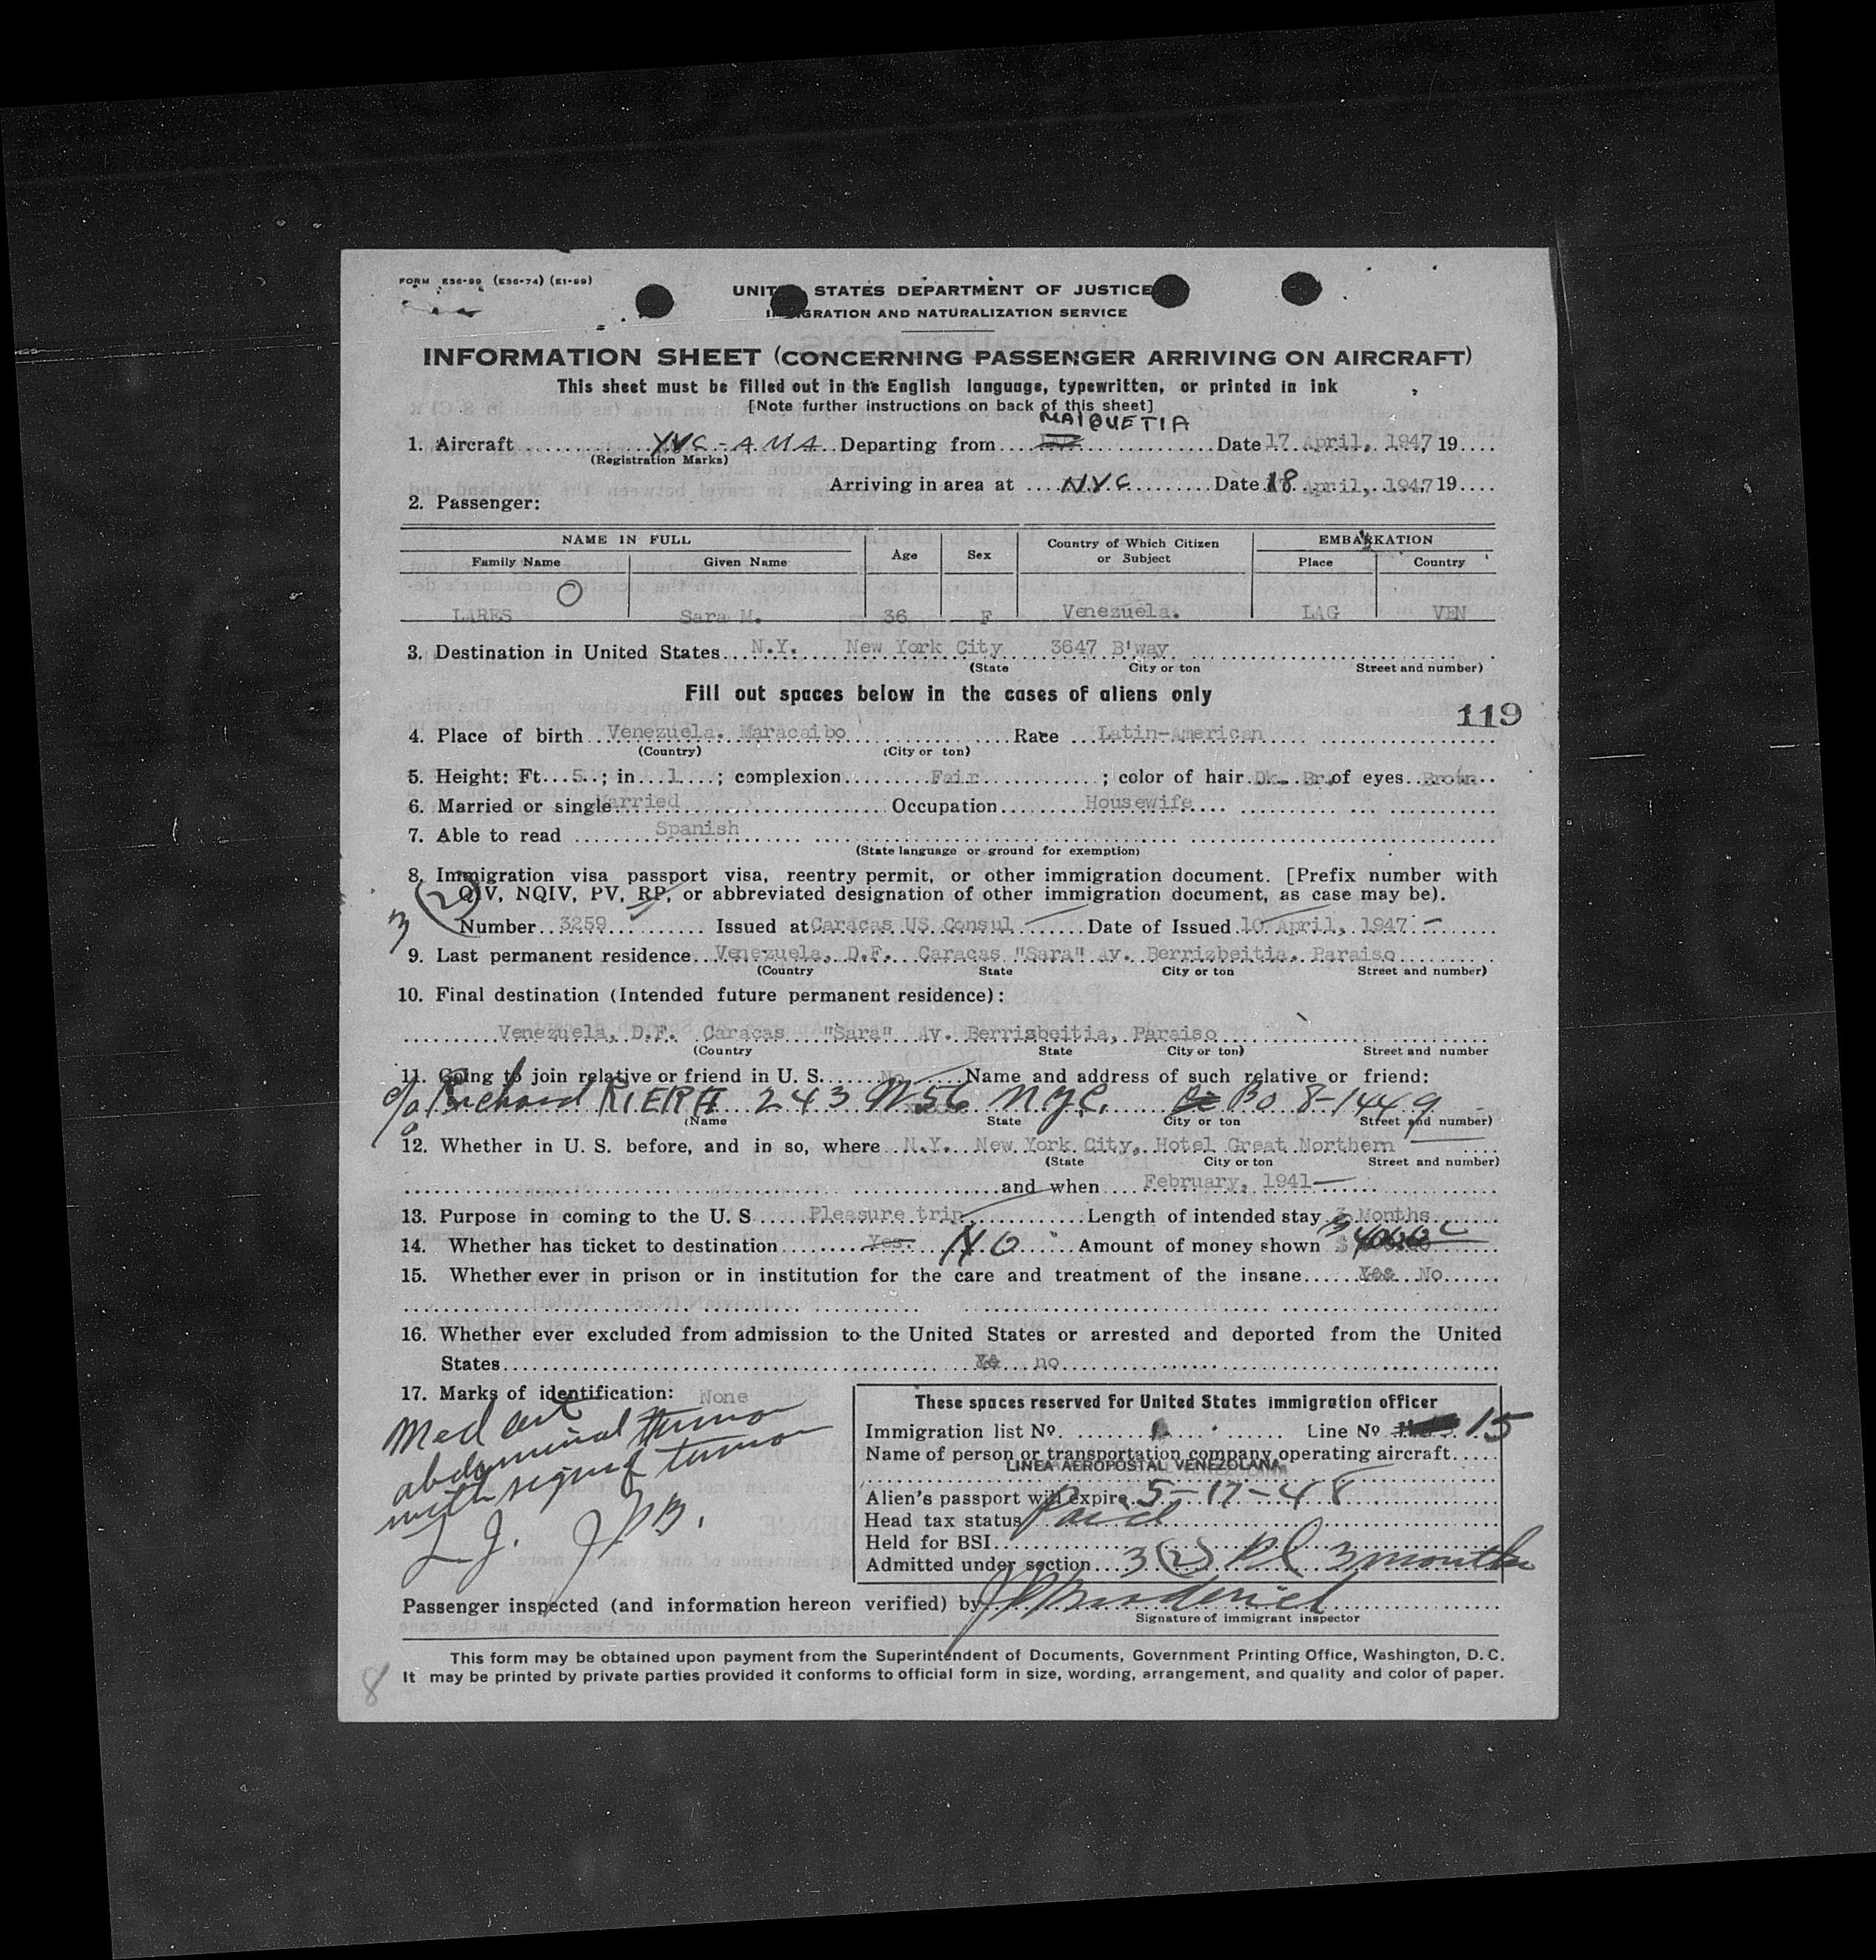 FORM E36-99 (E36-74) (E1-99)
UNITED STATES DEPARTMENT OF JUSTICE
IMMIGRATION AND NATURALIZATION SERVICE
INFORMATION SHEET (CONCERNING PASSENGER ARRIVING ON AIRCRAFT)
This sheet must be filled out in the English language, typewritten, or printed in ink
[Note further instructions on back of this sheet]
MAIQUETIA
1. Aircraft YVC-AMA Departing from Date 17 April, 1947 19
(Registration Marks)
Arriving in area at NYC Date 18 April, 1947 19
2. Passenger:
NAME IN FULL Age Sex Country of Which Citizen or Subject EMBARKATION
Family Name Given Name Place Country
LARES Sara M. 36 F Venezuela. LAG VEN
3. Destination in United States N.Y. New York City 3647 B'way
(State City or ton Street and number)
Fill out spaces below in the cases of aliens only
119
4. Place of birth Venezuela. Maracaibo Race Latin-American
(Country) (City or ton)
5. Height: Ft. 5 ; in 1 ; complexion Fair ; color of hair Dk. Br. of eyes Brown
6. Married or single Married Occupation Housewife
7. Able to read Spanish
(State language or ground for exemption)
8. Immigration visa passport visa, reentry permit, or other immigration document. [Prefix number with
QIV, NQIV, PV, RP, or abbreviated designation of other immigration document, as case may be).
3 (2) Number 3259 Issued at Caracas US Consul Date of Issued 10 April, 1947
9. Last permanent residence Venezuela, D.F. Caracas "Sara" Av. Berrizbeitia, Paraiso
(Country State City or ton Street and number)
10. Final destination (Intended future permanent residence):
Venezuela, D.F. Caracas "Sara" Av. Berrizbeitia, Paraiso
(Country State City or ton) Street and number
11. Going to join relative or friend in U. S. No Name and address of such relative or friend:
c/o Richard RIERA 243 W 56 NYC. Bo 8-1449
(Name State City or ton Street and number)
12. Whether in U. S. before, and in so, where N.Y. New York City, Hotel Great Northern
(State City or ton Street and number)
and when February, 1941
13. Purpose in coming to the U. S. Pleasure trip Length of intended stay 3 Months
14. Whether has ticket to destination Yes. NO Amount of money shown $ 400
15. Whether ever in prison or in institution for the care and treatment of the insane Yes No
16. Whether ever excluded from admission to the United States or arrested and deported from the United
States no
17. Marks of identification: None
Med cert
abdominal tumor
with signs of tumor
L J. JPB.
These spaces reserved for United States immigration officer
Immigration list No. Line No 15
Name of person or transportation company operating aircraft
LINEA AEROPOSTAL VENEZOLANA
Alien's passport will expire 5-17-48
Head tax status Paid
Held for BSI
Admitted under section 3(2) Pl 3 months
Passenger inspected (and information hereon verified) by
Signature of immigrant inspector
This form may be obtained upon payment from the Superintendent of Documents, Government Printing Office, Washington, D. C.
It may be printed by private parties provided it conforms to official form in size, wording, arrangement, and quality and color of paper.
8